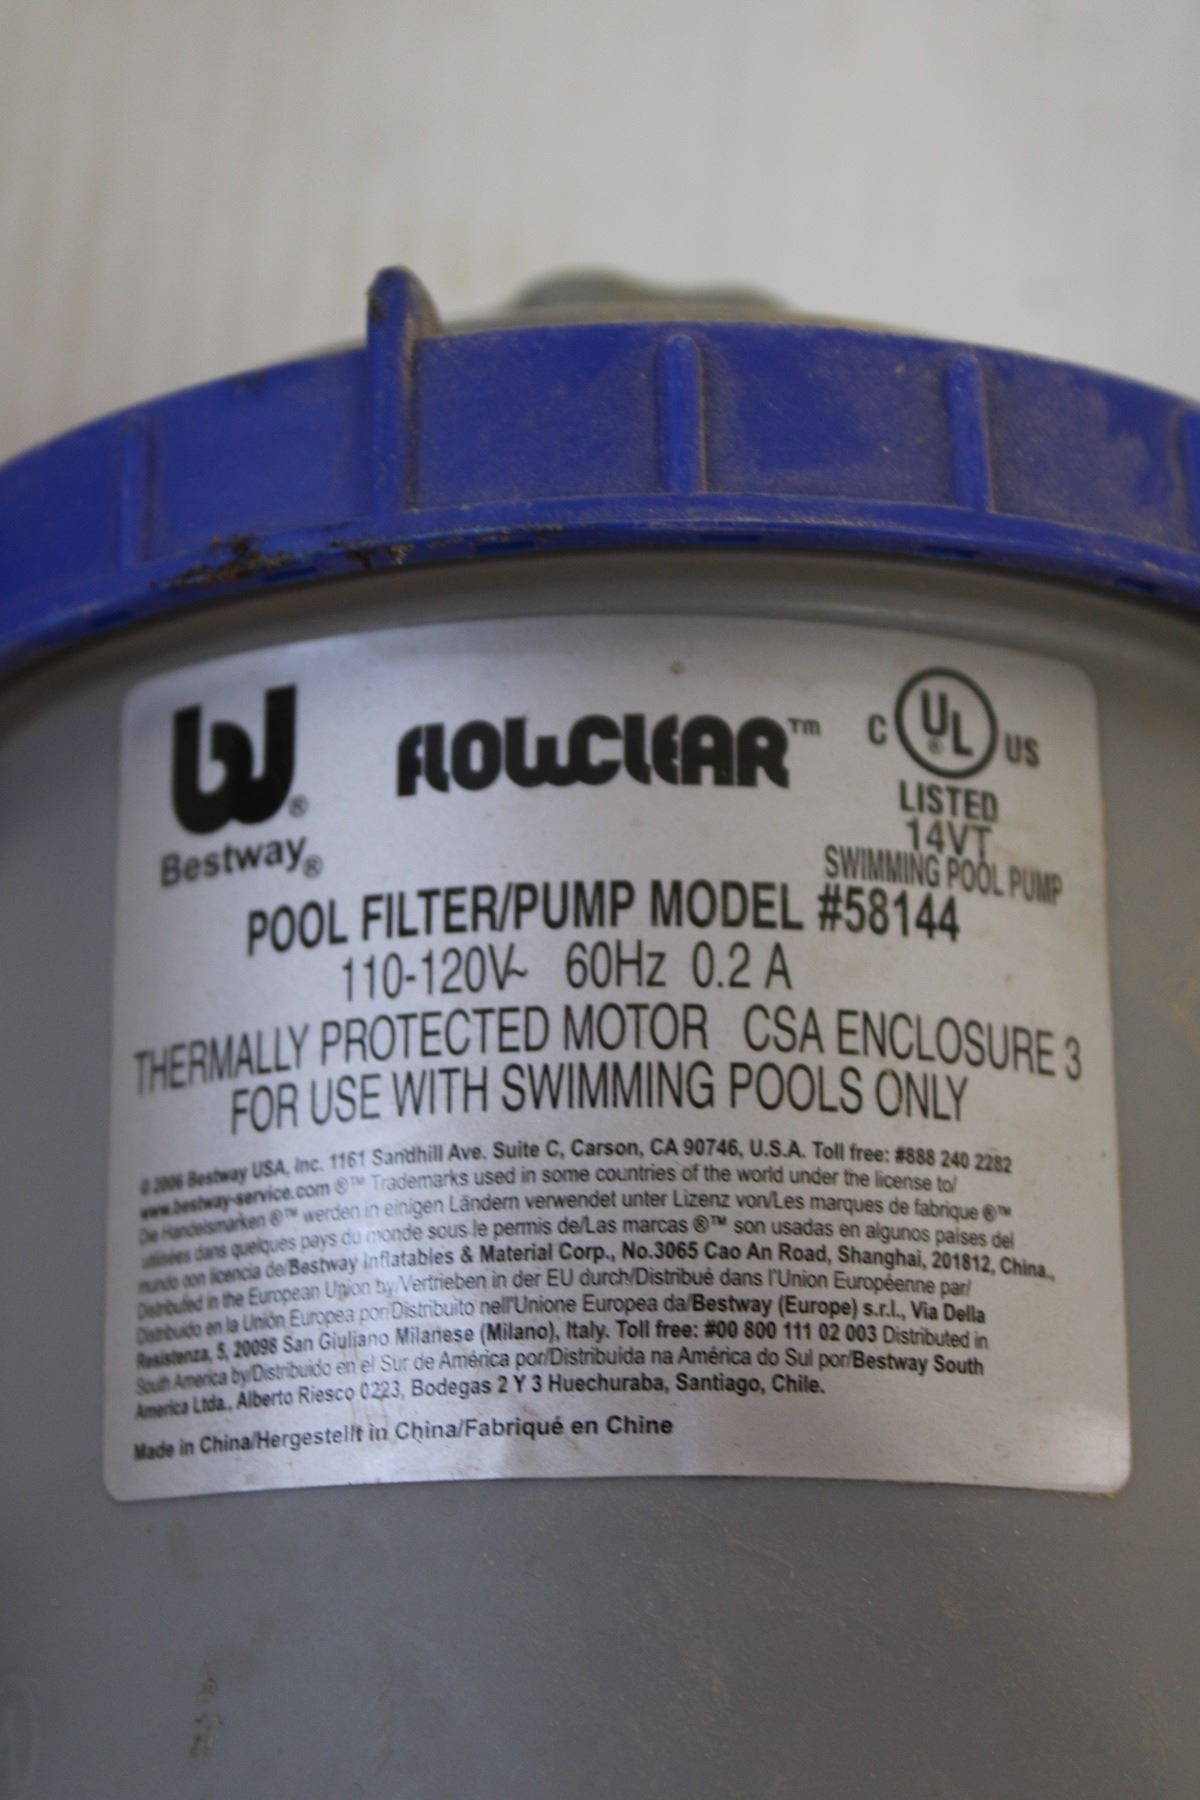 Bestway®
FLOWCLEAR™
C UL® US
LISTED
14VT
SWIMMING POOL PUMP
POOL FILTER/PUMP MODEL #58144
110-120V~ 60Hz 0.2 A
THERMALLY PROTECTED MOTOR CSA ENCLOSURE 3
FOR USE WITH SWIMMING POOLS ONLY
© 2006 Bestway USA, Inc. 1161 Sandhill Ave. Suite C, Carson, CA 90746, U.S.A. Toll free: #888 240 2282
www.bestway-service.com ®™ Trademarks used in some countries of the world under the license to/
Die Handelsmarken ®™ werden in einigen Ländern verwendet unter Lizenz von/Les marques de fabrique ®™
utilisées dans quelques pays du monde sous le permis de/Las marcas ®™ son usadas en algunos países del
mundo con licencia de/Bestway Inflatables & Material Corp., No.3065 Cao An Road, Shanghai, 201812, China.,
Distributed in the European Union by/Vertrieben in der EU durch/Distribué dans l'Union Européenne par/
Distribuido en la Unión Europea por/Distribuito nell'Unione Europea da/Bestway (Europe) s.r.l., Via Della
Resistenza, 5, 20098 San Giuliano Milanese (Milano), Italy. Toll free: #00 800 111 02 003 Distributed in
South America by/Distribuido en el Sur de América por/Distribuída na América do Sul por/Bestway South
America Ltda., Alberto Riesco 0223, Bodegas 2 Y 3 Huechuraba, Santiago, Chile.
Made in China/Hergestellt in China/Fabriqué en Chine